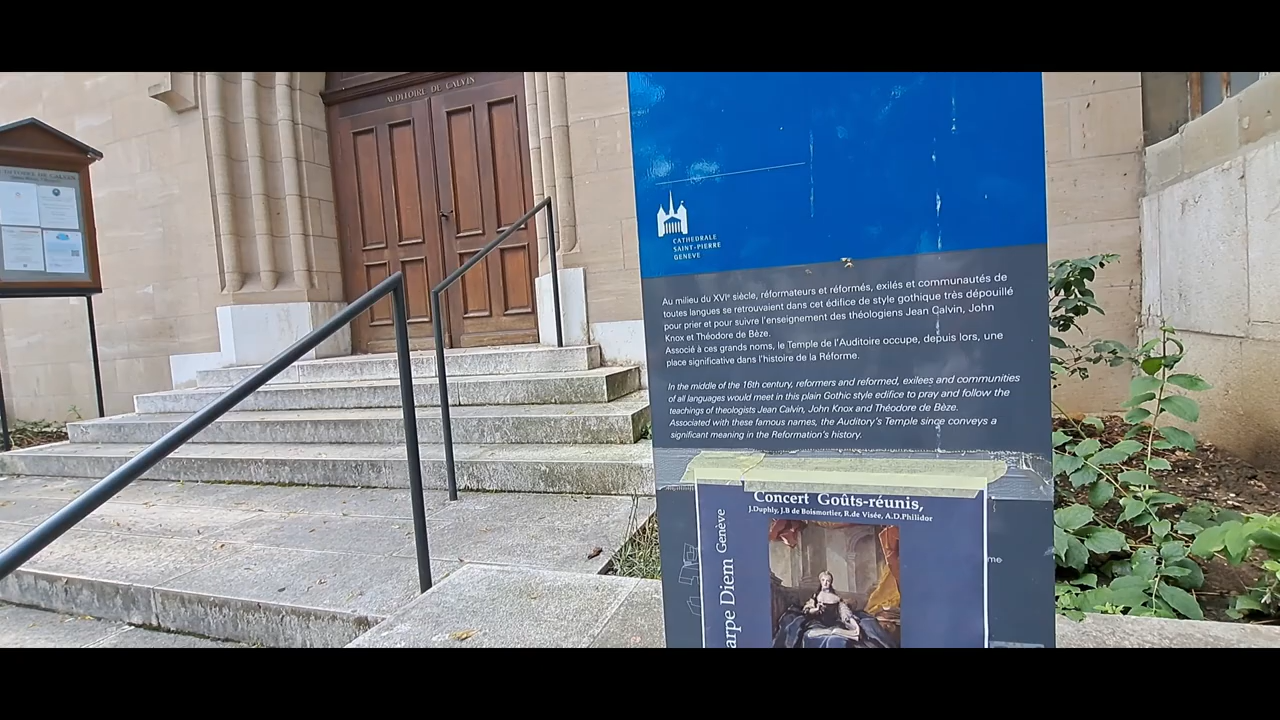 AUDITOIRE DE CALVIN
CATHEDRALE
SAINT-PIERRE
GENEVE
Au milieu du XVIe siècle, réformateurs et réformés, exilés et communautés de
toutes langues se retrouvaient dans cet édifice de style gothique très dépouillé
pour prier et pour suivre l'enseignement des théologiens Jean Calvin, John
Knox et Théodore de Bèze.
Associé à ces grands noms, le Temple de l'Auditoire occupe, depuis lors, une
place significative dans l'histoire de la Réforme.
In the middle of the 16th century, reformers and reformed, exilees and communities
of all languages would meet in this plain Gothic style edifice to pray and follow the
teachings of theologists Jean Calvin, John Knox and Théodore de Bèze.
Associated with these famous names, the Auditory's Temple since conveys a
significant meaning in the Reformation's history.
Concert Goûts-réunis,
J.Duphly, J.B de Boismortier, R.de Visée, A.D.Philidor
arpe Diem Genève
me